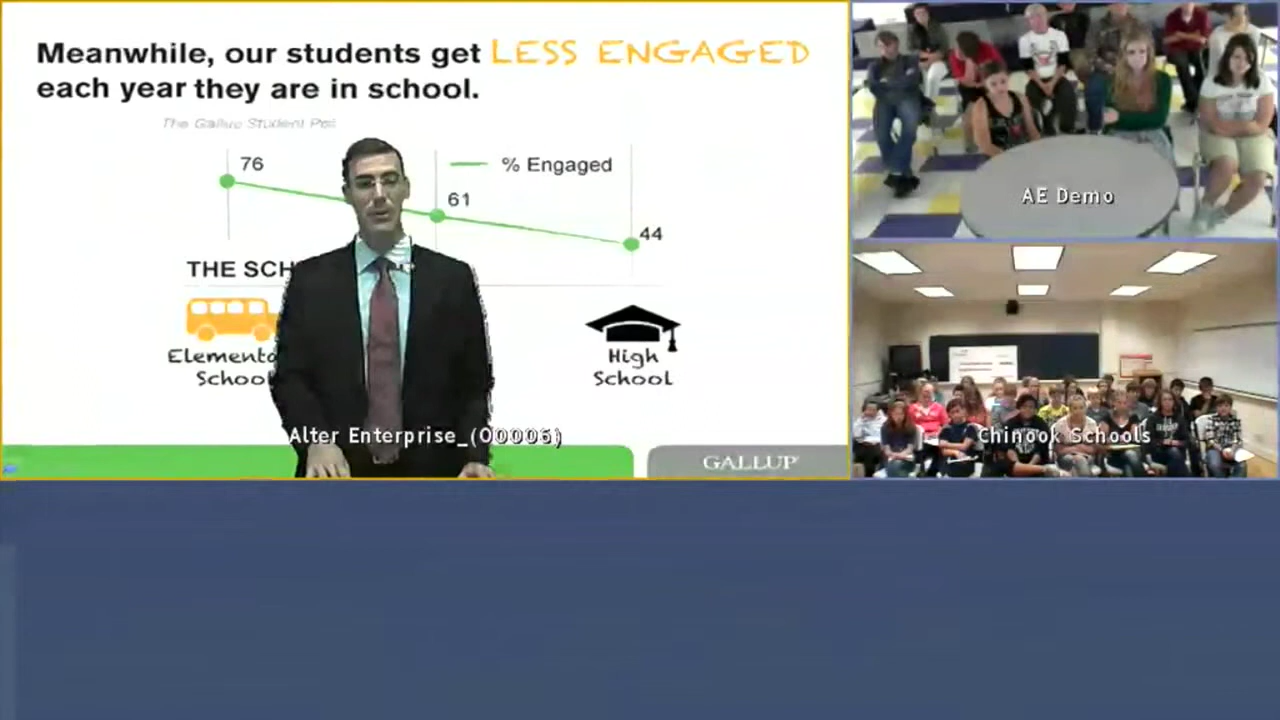 Meanwhile, our students get LESS ENGAGED
each year they are in school.
The Gallup Student Poll
76
% Engaged
61
44
THE SCH
Elementa
School
High
School
Alter Enterprise_(00006)
GALLUP
AE Demo
Chinook Schools